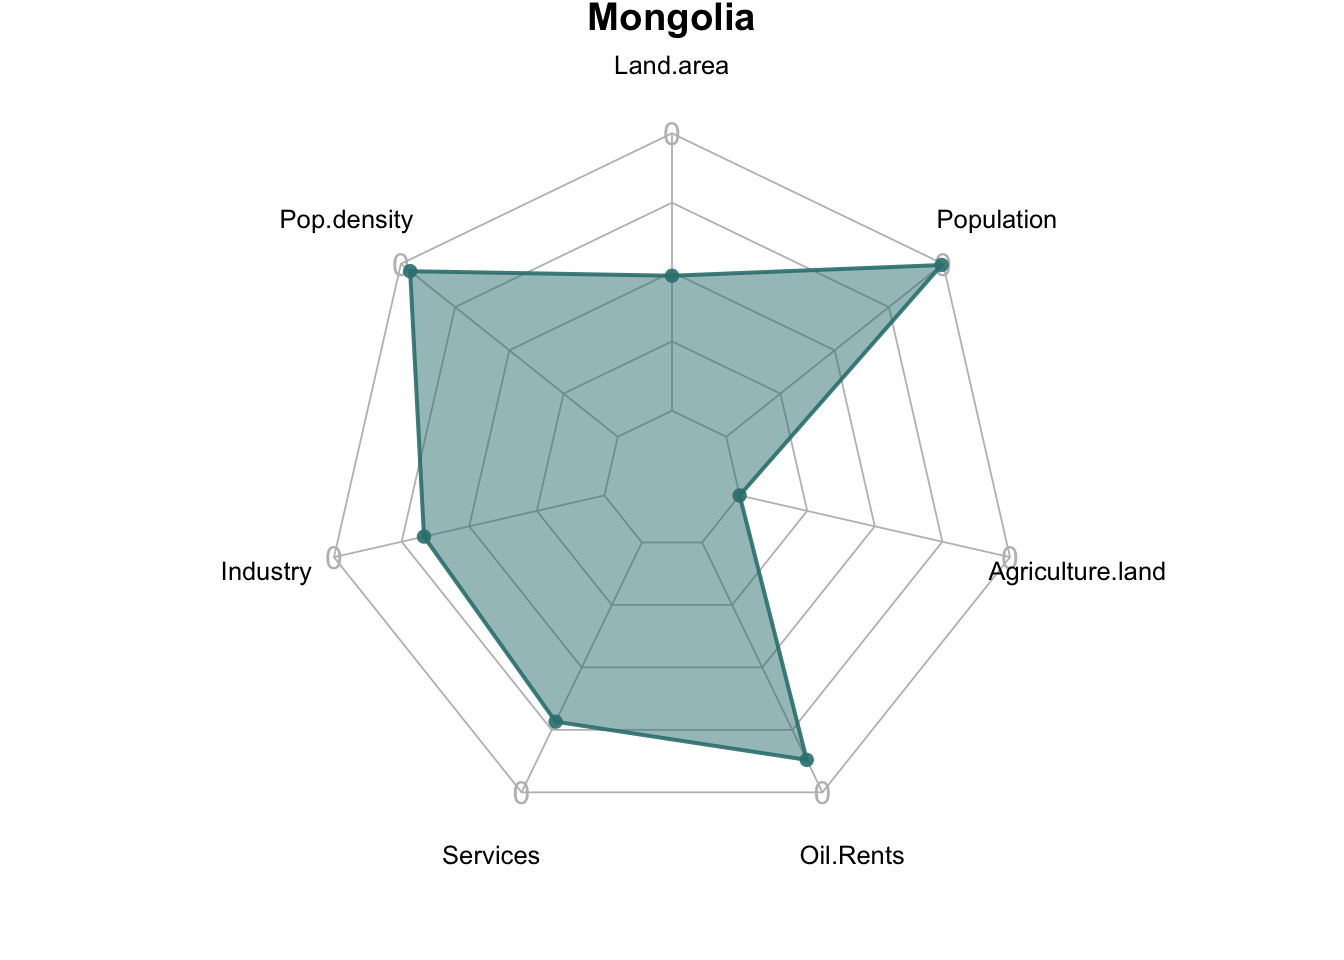 Mongolia
Land.area
0
Pop.density
Population
0
0
Industry
0
0
Agriculture.land
0
0
Services
Oil.Rents